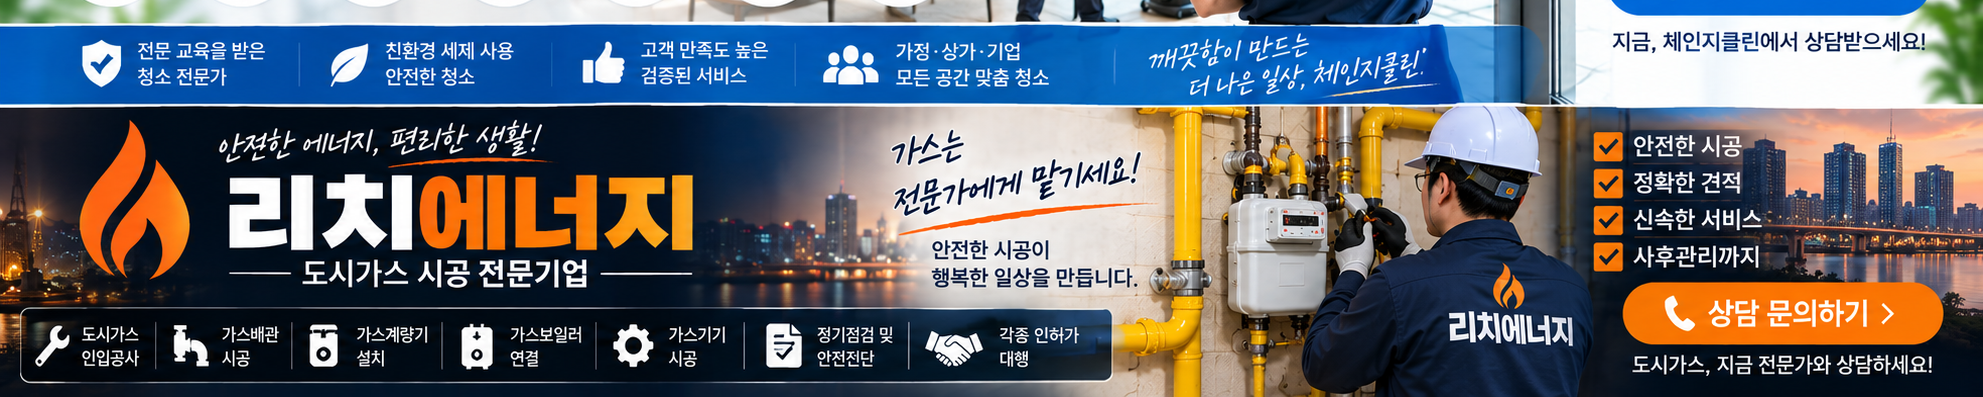 전문 교육을 받은
청소 전문가
친환경 세제 사용
안전한 청소
고객 만족도 높은
검증된 서비스
가정·상가·기업
모든 공간 맞춤 청소
깨끗함이 만드는
더 나은 일상, 체인지클린!
지금, 체인지클린에서 상담받으세요!
안전한 에너지, 편리한 생활!
리치에너지
도시가스 시공 전문기업
가스는
전문가에게 맡기세요!
안전한 시공이
행복한 일상을 만듭니다.
리치에너지
안전한 시공
정확한 견적
신속한 서비스
사후관리까지
상담 문의하기 >
도시가스, 지금 전문가와 상담하세요!
도시가스
인입공사
가스배관
시공
가스계량기
설치
가스보일러
연결
가스기기
시공
정기점검 및
안전전단
각종 인허가
대행